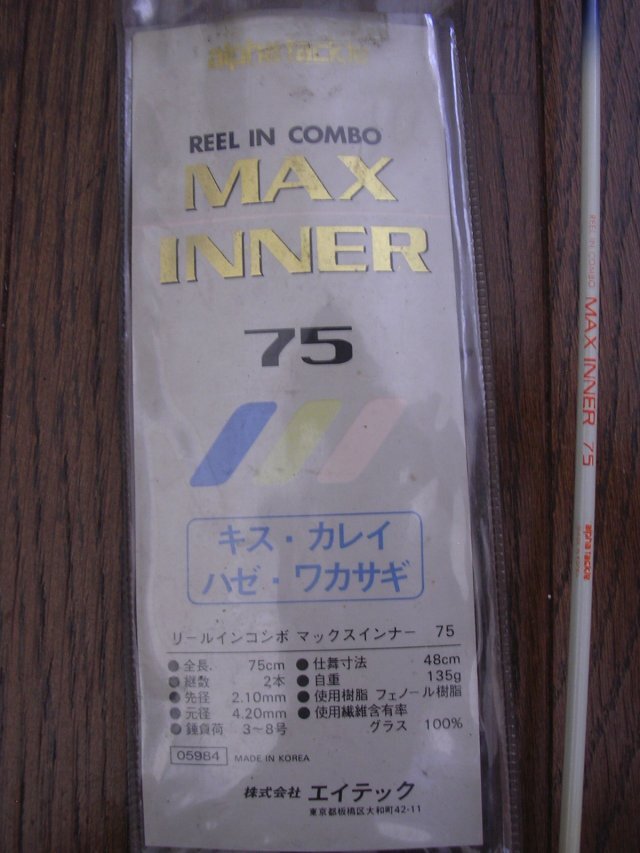 alpha tackle
REEL IN COMBO
MAX
INNER
75
キス・カレイ
ハゼ・ワカサギ
リールインコンボ マックスインナー 75
●全長. 75cm ●仕舞寸法 48cm
●継数 2本 ●自重 135g
●先径 2.10mm ●使用樹脂 フェノール樹脂
●元径 4.20mm ●使用繊維含有率
●錘負荷 3〜8号 グラス 100%
05984 MADE IN KOREA
株式会社 エイテック
東京都板橋区大和町42-11
REEL IN COMBO MAX INNER 75 alpha tackle